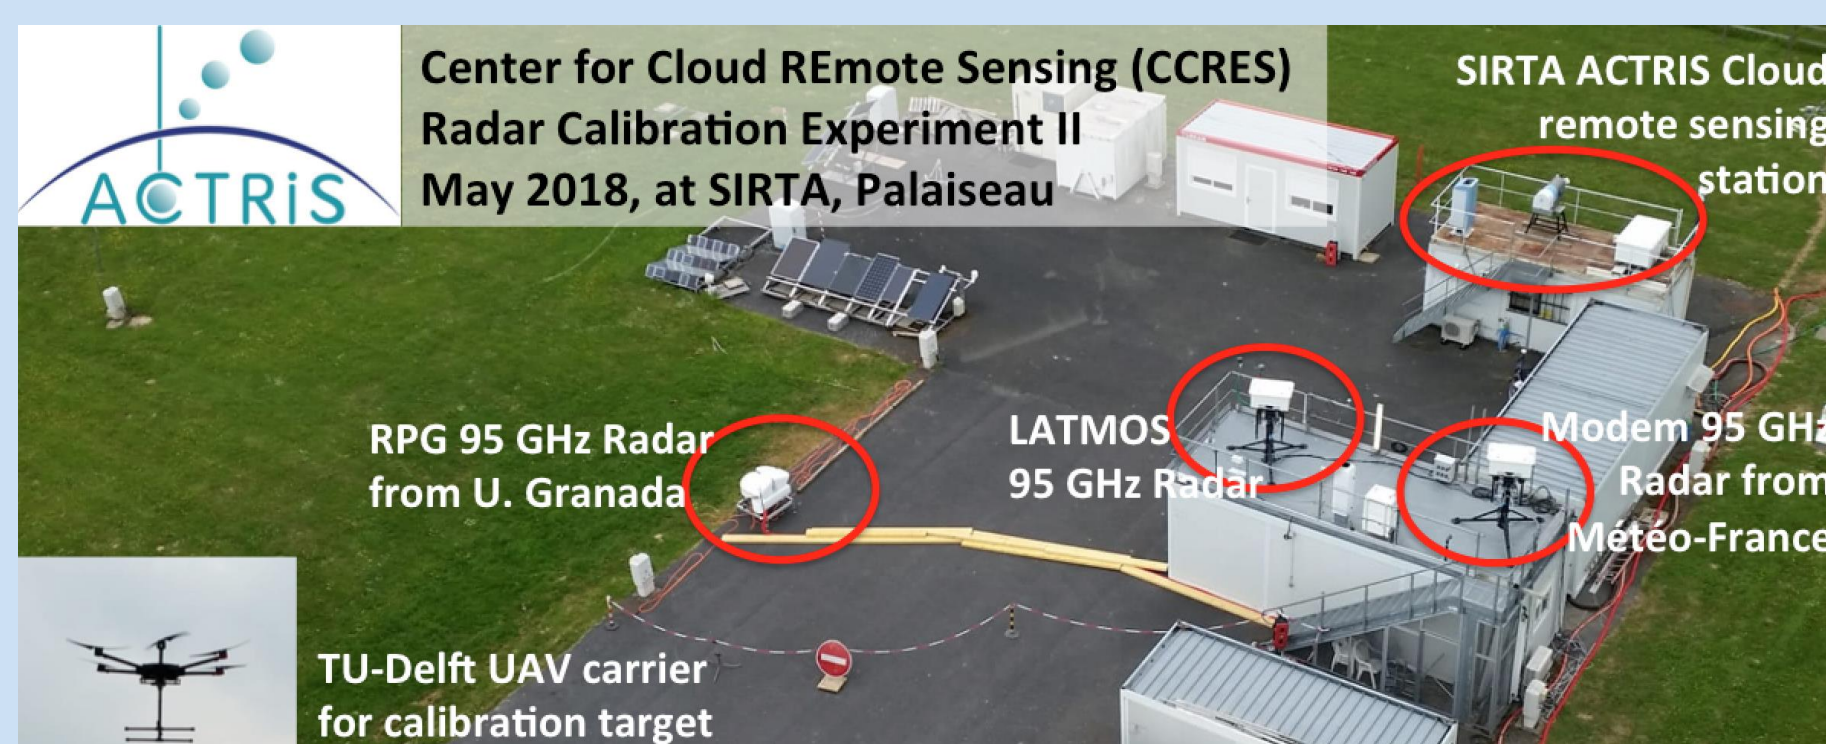 ACTRiS
Center for Cloud REmote Sensing (CCRES)
Radar Calibration Experiment II
May 2018, at SIRTA, Palaiseau
SIRTA ACTRIS Cloud
remote sensing
station
RPG 95 GHz Radar
from U. Granada
LATMOS
95 GHz Radar
Modem 95 GHz
Radar from
Météo-France
TU-Delft UAV carrier
for calibration target